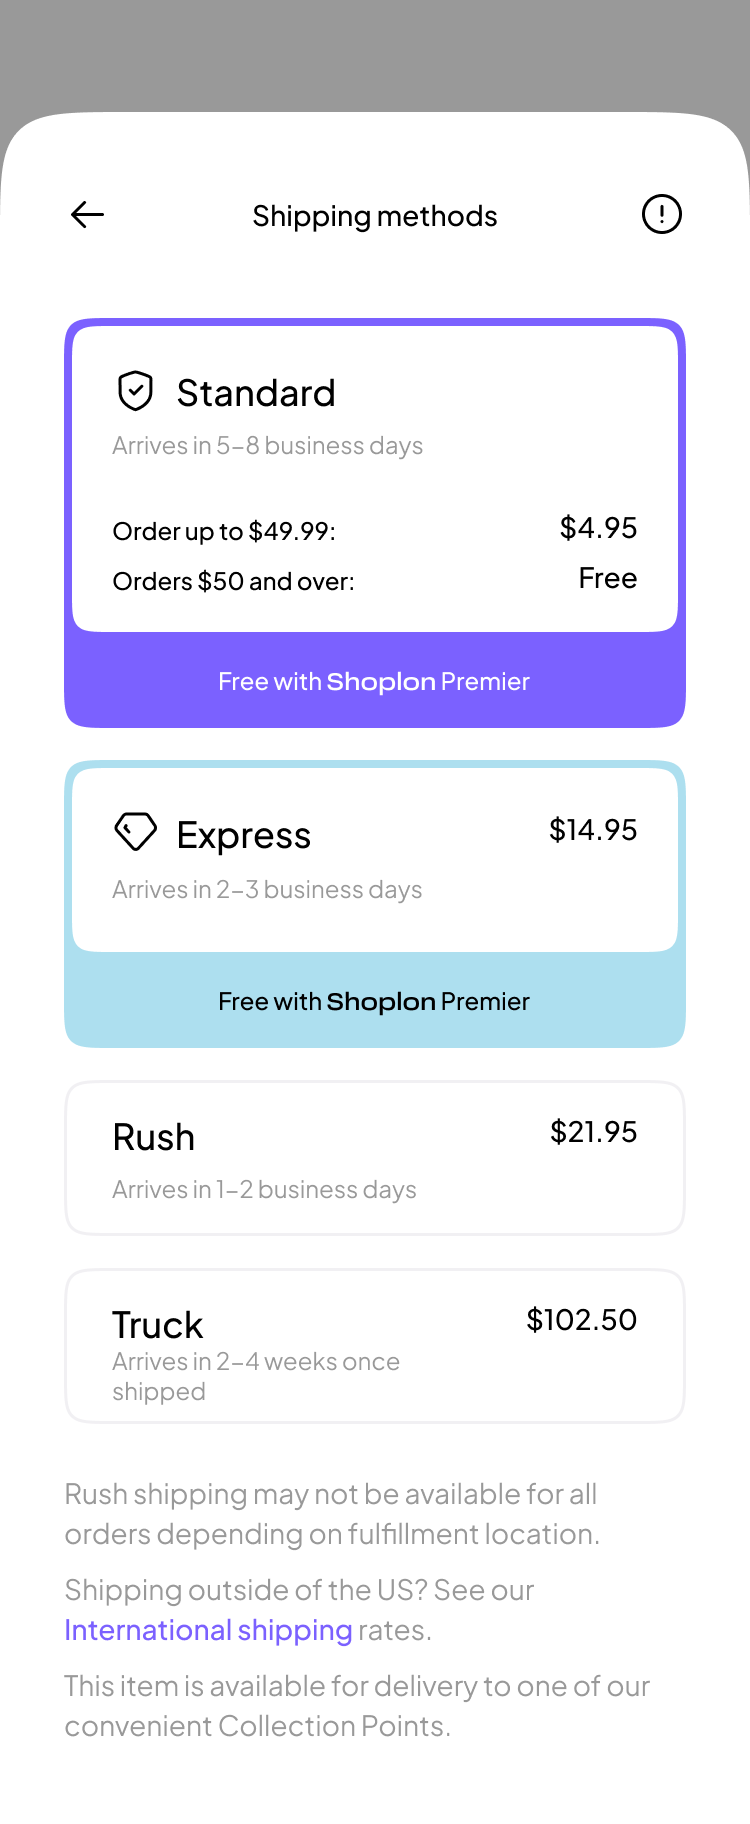 Shipping methods
Standard
Arrives in 5–8 business days
Order up to $49.99: $4.95
Orders $50 and over: Free
Free with Shoplon Premier
Express $14.95
Arrives in 2–3 business days
Free with Shoplon Premier
Rush $21.95
Arrives in 1–2 business days
Truck $102.50
Arrives in 2–4 weeks once
shipped
Rush shipping may not be available for all
orders depending on fulfillment location.
Shipping outside of the US? See our
International shipping rates.
This item is available for delivery to one of our
convenient Collection Points.